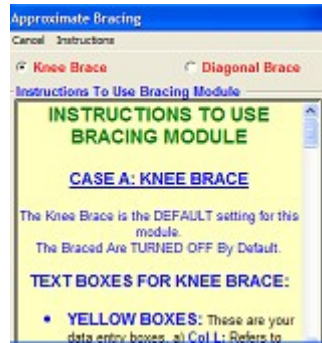 Approximate Bracing
Cancel Instructions
Knee Brace Diagonal Brace
Instructions To Use Bracing Module
INSTRUCTIONS TO USE
BRACING MODULE
CASE A: KNEE BRACE
The Knee Brace is the DEFAULT setting for this
module.
The Braced Are TURNED OFF By Default.
TEXT BOXES FOR KNEE BRACE:
• YELLOW BOXES: These are your
data entry boxes. a) Col L: Refers to